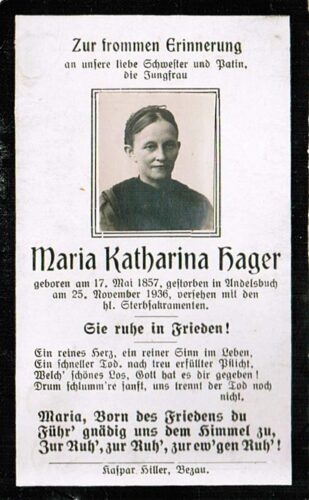 Zur frommen Erinnerung
an unsere liebe Schwester und Patin,
die Jungfrau
Maria Katharina Hager
geboren am 17. Mai 1857, gestorben in Andelsbuch
am 25. November 1936, versehen mit den
hl. Sterbsakramenten.
Sie ruhe in Frieden!
Ein reines Herz, ein reiner Sinn im Leben,
Ein schneller Tod, nach treu erfüllter Pflicht,
Welch' schönes Los, Gott hat es dir gegeben!
Drum schlumm're sanft, uns trennt der Tod noch
nicht.
Maria, Born des Friedens du
Führ' gnädig uns dem Himmel zu,
Zur Ruh', zur Ruh', zur ew'gen Ruh'!
Kaspar Hiller, Bezau.